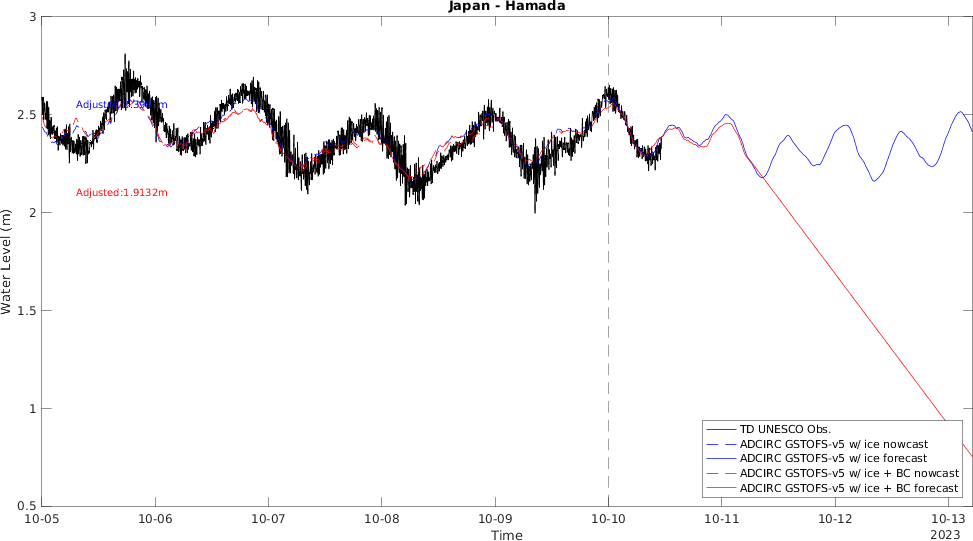 Japan - Hamada
3
2.5
2
1.5
1
0.5
Water Level (m)
Adjusted:
Adjusted:1.9132m
TD UNESCO Obs.
ADCIRC GSTOFS-v5 w/ ice nowcast
ADCIRC GSTOFS-v5 w/ ice forecast
ADCIRC GSTOFS-v5 w/ ice + BC nowcast
ADCIRC GSTOFS-v5 w/ ice + BC forecast
10-05 10-06 10-07 10-08 10-09 10-10 10-11 10-12 10-13
Time 2023